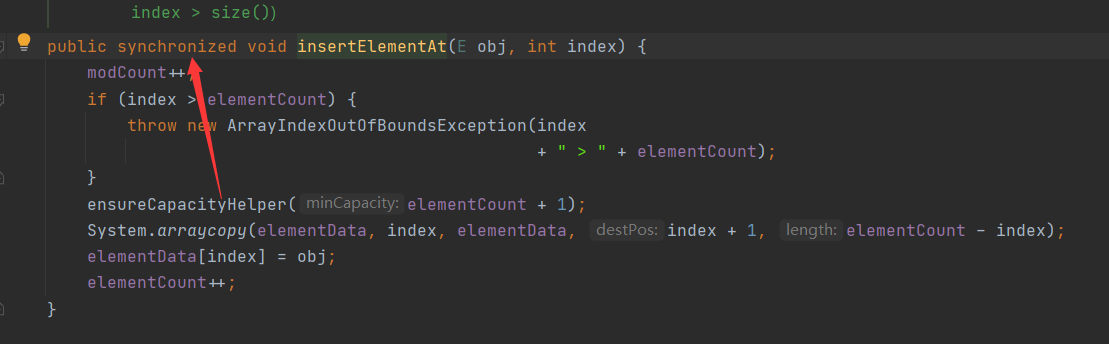 index > size()}
public synchronized void insertElementAt(E obj, int index) {
modCount++;
if (index > elementCount) {
throw new ArrayIndexOutOfBoundsException(index
+ " > " + elementCount);
}
ensureCapacityHelper( minCapacity: elementCount + 1);
System.arraycopy(elementData, index, elementData, destPos: index + 1, length: elementCount - index);
elementData[index] = obj;
elementCount++;
}